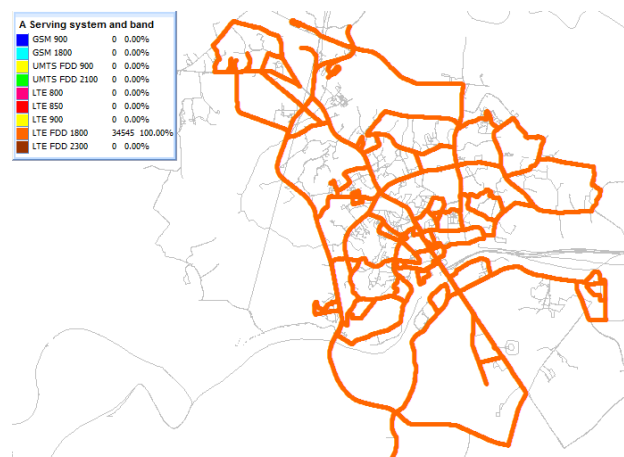 A Serving system and band
GSM 900 0 0.00%
GSM 1800 0 0.00%
UMTS FDD 900 0 0.00%
UMTS FDD 2100 0 0.00%
LTE 800 0 0.00%
LTE 850 0 0.00%
LTE 900 0 0.00%
LTE FDD 1800 34545 100.00%
LTE FDD 2300 0 0.00%